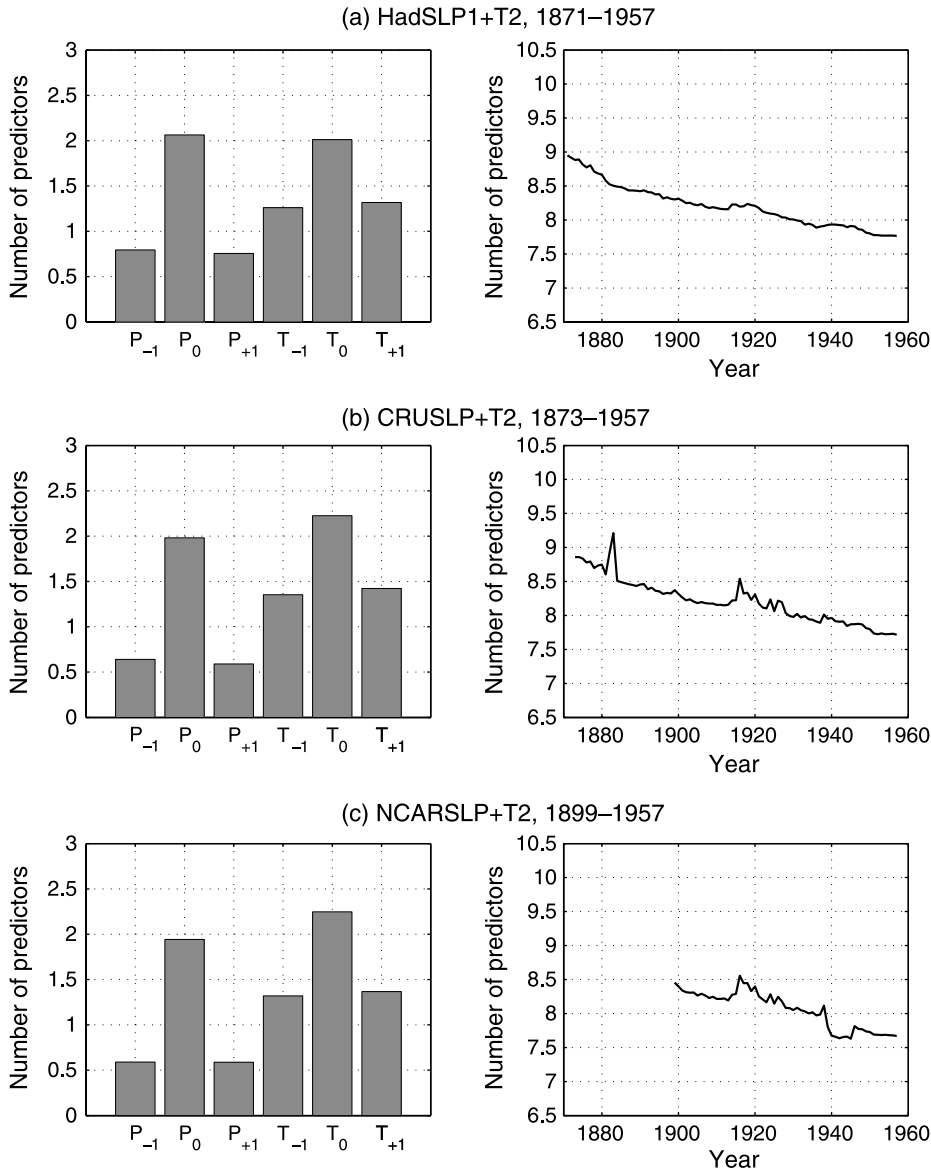 (a) HadSLP1+T2, 1871–1957
Number of predictors
3
2.5
2
1.5
1
0.5
0
P–1 P0 P+1 T–1 T0 T+1
Number of predictors
10.5
10
9.5
9
8.5
8
7.5
7
6.5
1880 1900 1920 1940 1960
Year
(b) CRUSLP+T2, 1873–1957
Number of predictors
3
2.5
2
1.5
1
0.5
0
P–1 P0 P+1 T–1 T0 T+1
Number of predictors
10.5
10
9.5
9
8.5
8
7.5
7
6.5
1880 1900 1920 1940 1960
Year
(c) NCARSLP+T2, 1899–1957
Number of predictors
3
2.5
2
1.5
1
0.5
0
P–1 P0 P+1 T–1 T0 T+1
Number of predictors
10.5
10
9.5
9
8.5
8
7.5
7
6.5
1880 1900 1920 1940 1960
Year